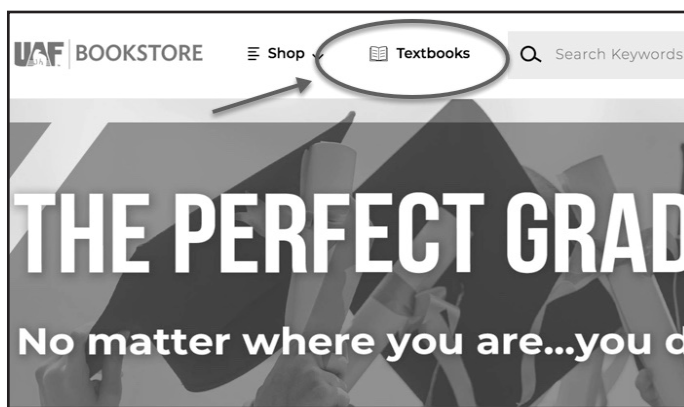 UAF BOOKSTORE Shop Textbooks Search Keywords
THE PERFECT GRAD
No matter where you are...you d